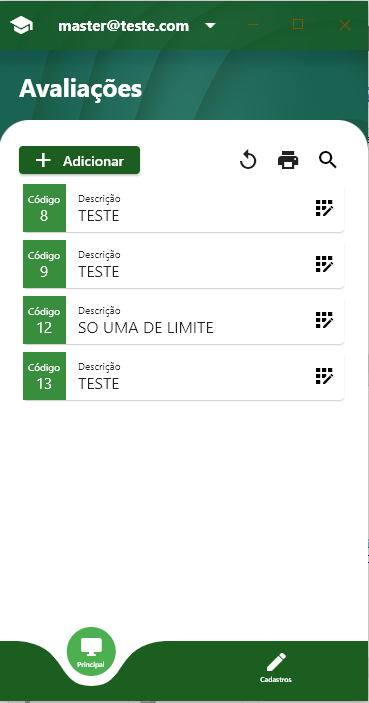 master@teste.com
Avaliações
Adicionar
Código
8
Descrição
TESTE
Código
9
Descrição
TESTE
Código
12
Descrição
SO UMA DE LIMITE
Código
13
Descrição
TESTE
Principal
Cadastros